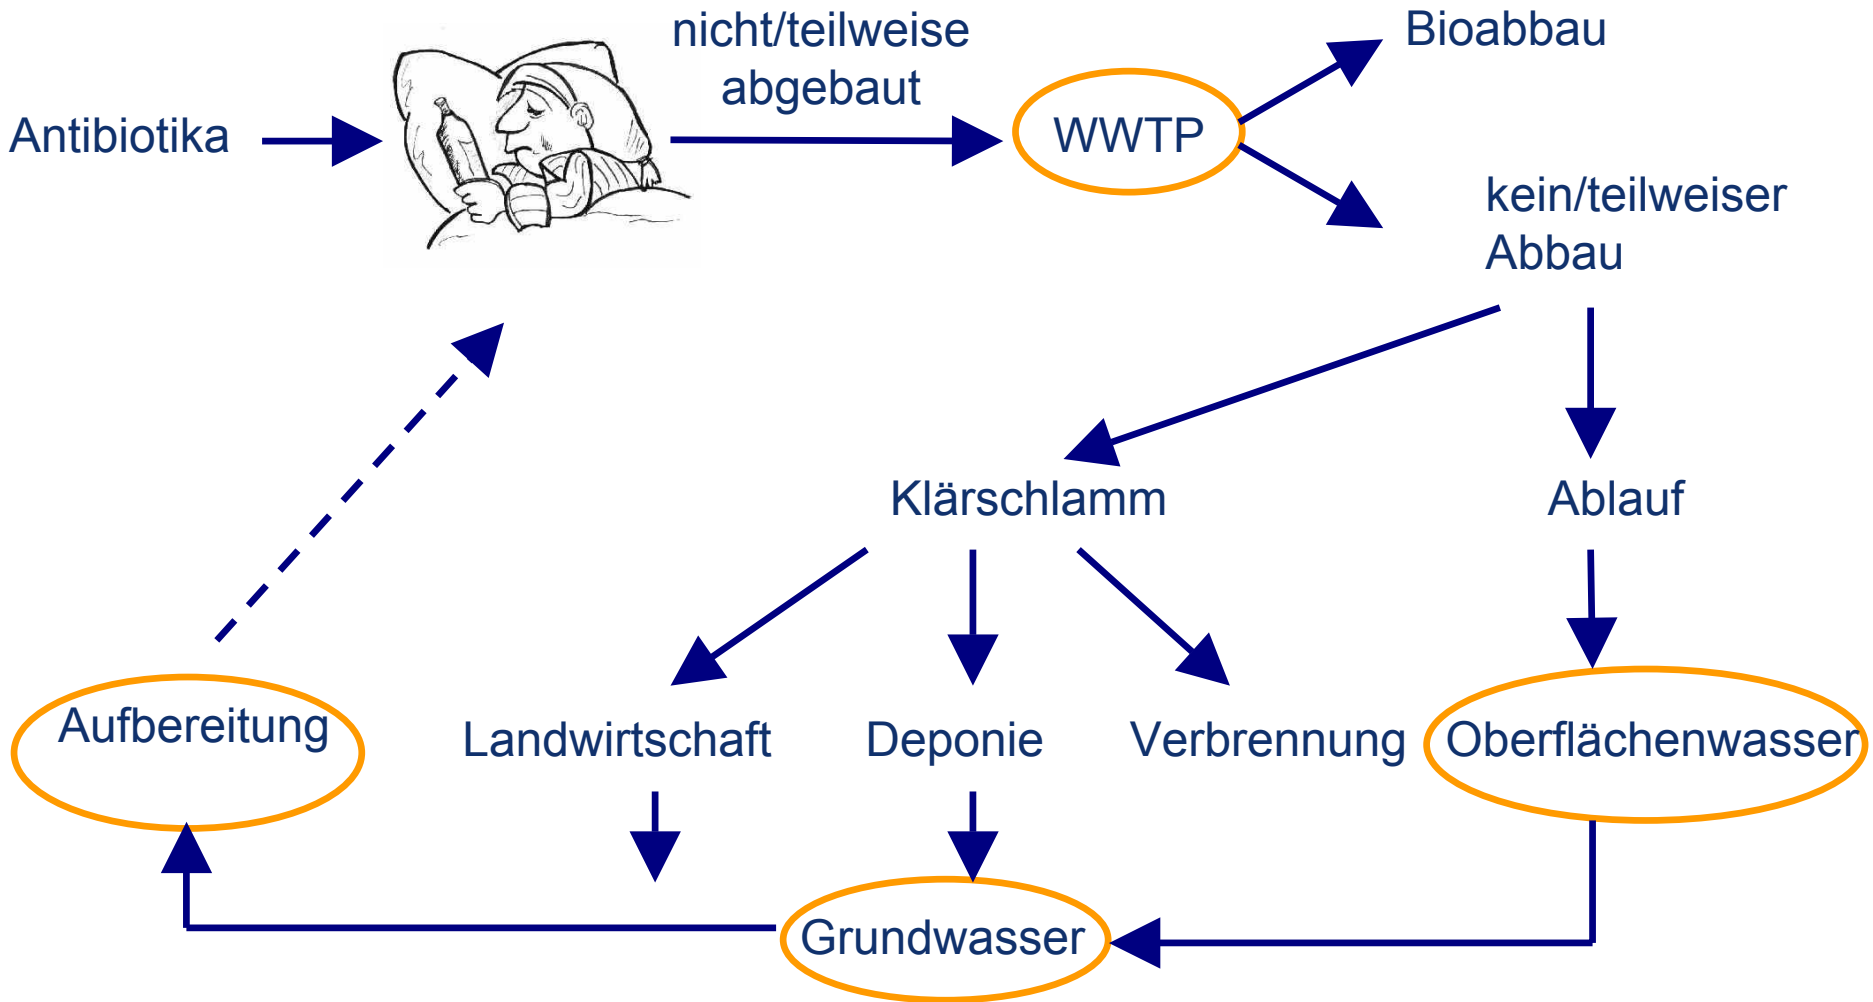 nicht/teilweise
abgebaut
Bioabbau
Antibiotika
WWTP
kein/teilweiser
Abbau
Klärschlamm
Ablauf
Aufbereitung
Landwirtschaft
Deponie
Verbrennung
Oberflächenwasser
Grundwasser